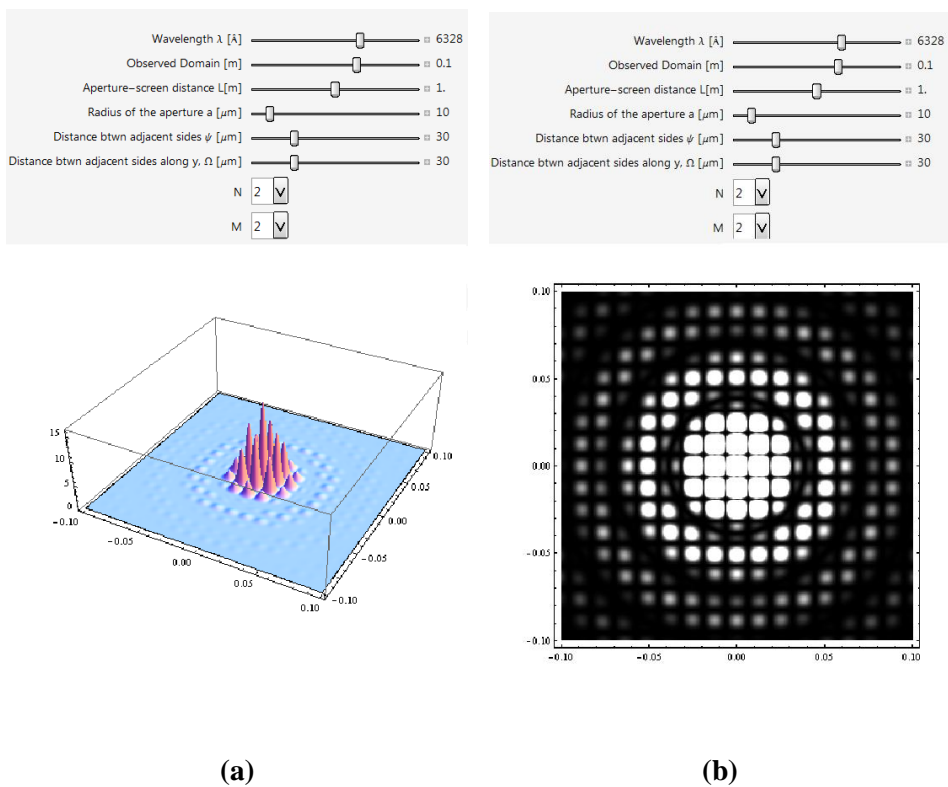 Wavelength λ [Å] 6328
Observed Domain [m] 0.1
Aperture-screen distance L[m] 1.
Radius of the aperture a [μm] 10
Distance btwn adjacent sides ψ [μm] 30
Distance btwn adjacent sides along y, Ω [μm] 30
N 2
M 2
Wavelength λ [Å] 6328
Observed Domain [m] 0.1
Aperture-screen distance L[m] 1.
Radius of the aperture a [μm] 10
Distance btwn adjacent sides ψ [μm] 30
Distance btwn adjacent sides along y, Ω [μm] 30
N 2
M 2
15
10
5
0
-0.10
-0.05
0.00
0.05
0.10
-0.10
-0.05
0.00
0.05
0.10
0.10
0.05
0.00
-0.05
-0.10
-0.10 -0.05 0.00 0.05 0.10
(a) (b)